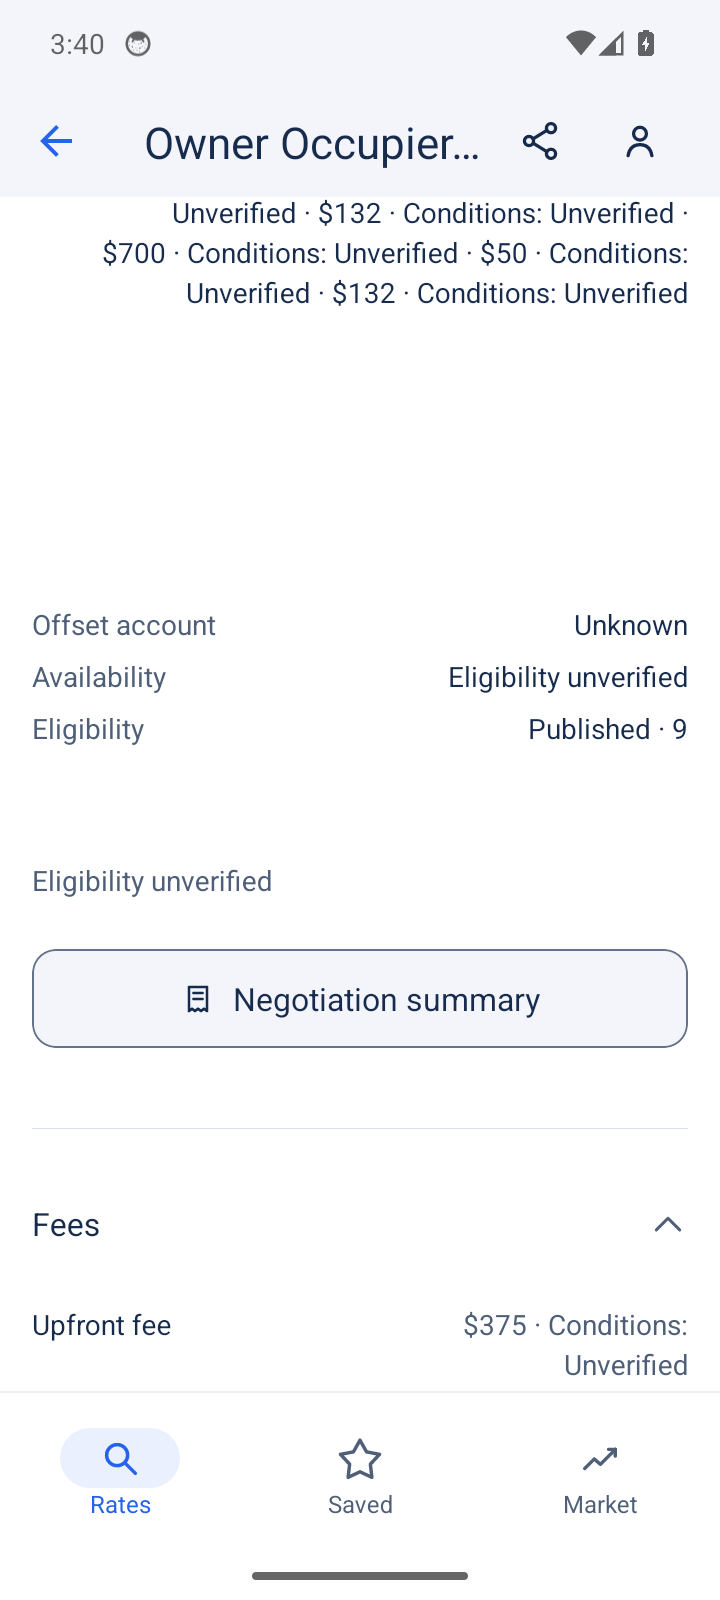 3:40
Owner Occupier...
Unverified · $132 · Conditions: Unverified ·
$700 · Conditions: Unverified · $50 · Conditions:
Unverified · $132 · Conditions: Unverified
Offset account Unknown
Availability Eligibility unverified
Eligibility Published · 9
Eligibility unverified
Negotiation summary
Fees
Upfront fee $375 · Conditions:
Unverified
Rates Saved Market